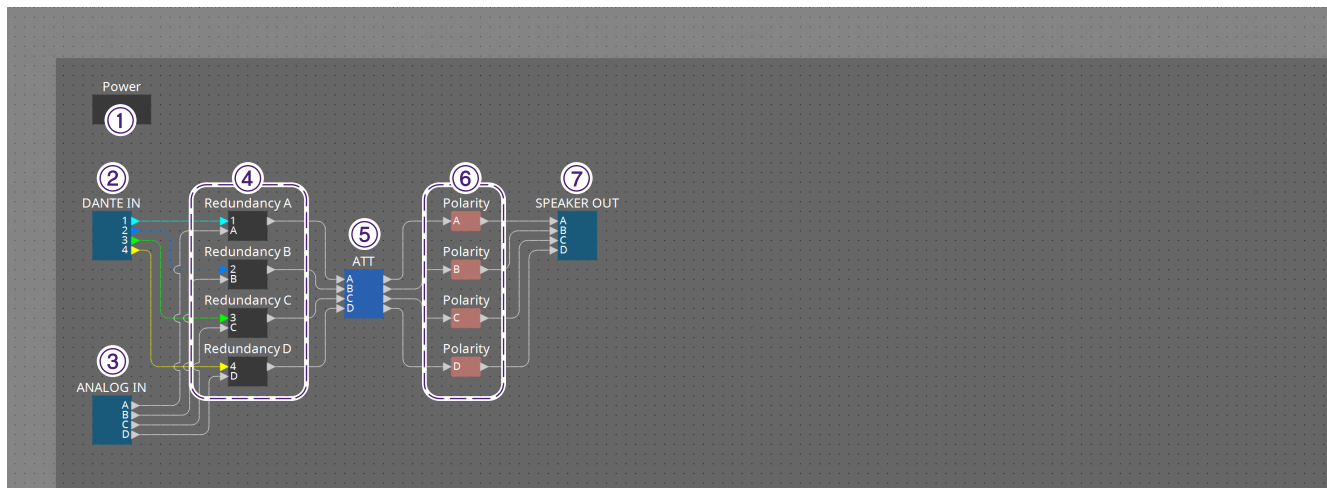 Power
①
②
DANTE IN
1
2
3
4
③
ANALOG IN
A
B
C
D
④
Redundancy A
1
A
Redundancy B
2
B
Redundancy C
3
C
Redundancy D
4
D
⑤
ATT
A
B
C
D
⑥
Polarity
A
Polarity
B
Polarity
C
Polarity
D
⑦
SPEAKER OUT
A
B
C
D